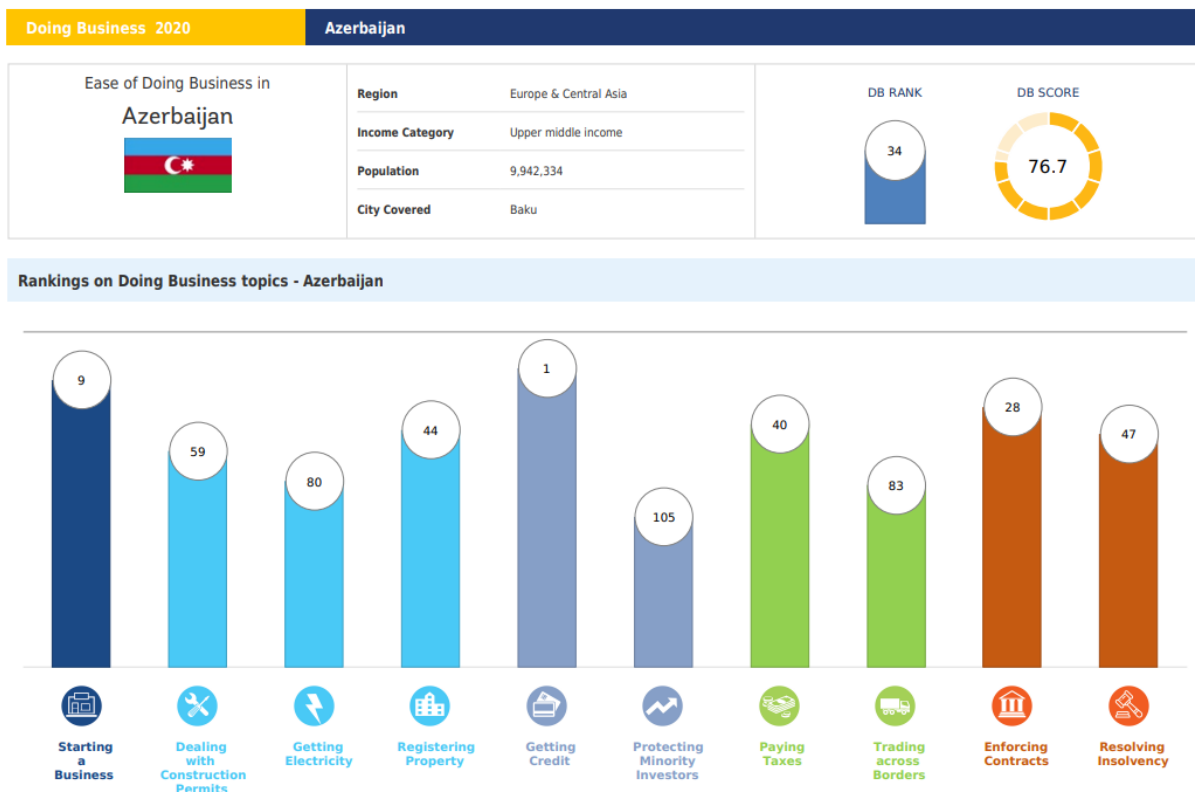 Doing Business 2020
Azerbaijan
Ease of Doing Business in
Azerbaijan
Region Europe & Central Asia
Income Category Upper middle income
Population 9,942,334
City Covered Baku
DB RANK DB SCORE
34
76.7
Rankings on Doing Business topics - Azerbaijan
9
59
80
44
1
105
40
83
28
47
Starting
a
Business
Dealing
with
Construction
Permits
Getting
Electricity
Registering
Property
Getting
Credit
Protecting
Minority
Investors
Paying
Taxes
Trading
across
Borders
Enforcing
Contracts
Resolving
Insolvency